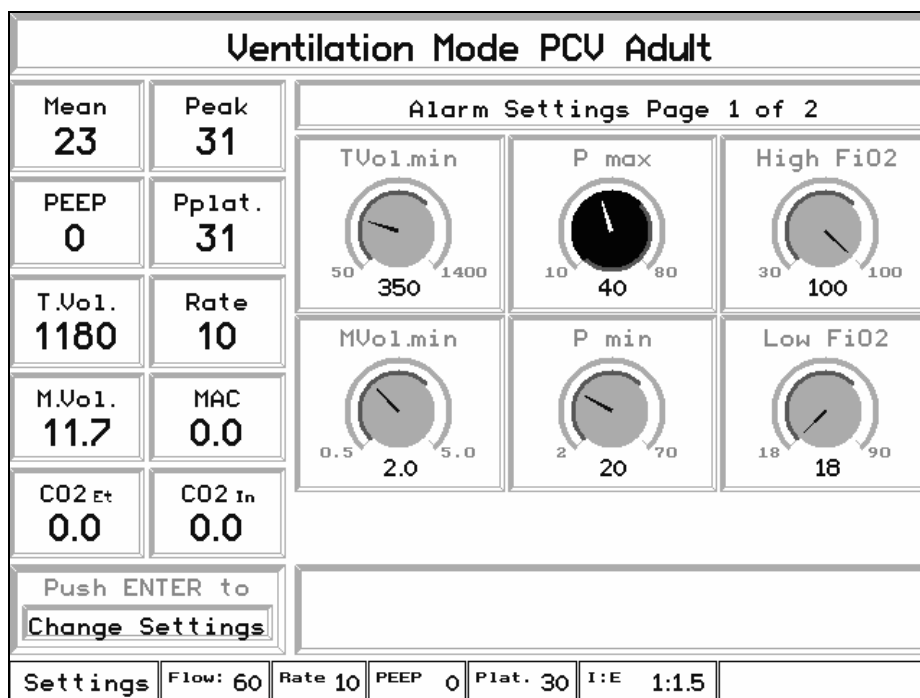 Ventilation Mode PCV Adult
Mean Peak
23 31
PEEP Pplat.
0 31
T.Vol. Rate
1180 10
M.Vol. MAC
11.7 0.0
CO2 Et CO2 In
0.0 0.0
Push ENTER to
Change Settings
Alarm Settings Page 1 of 2
TVol.min P max High FiO2
50 1400 10 80 30 100
350 40 100
MVol.min P min Low FiO2
0.5 5.0 2 70 18 90
2.0 20 18
Settings Flow: 60 Rate 10 PEEP 0 Plat. 30 I:E 1:1.5